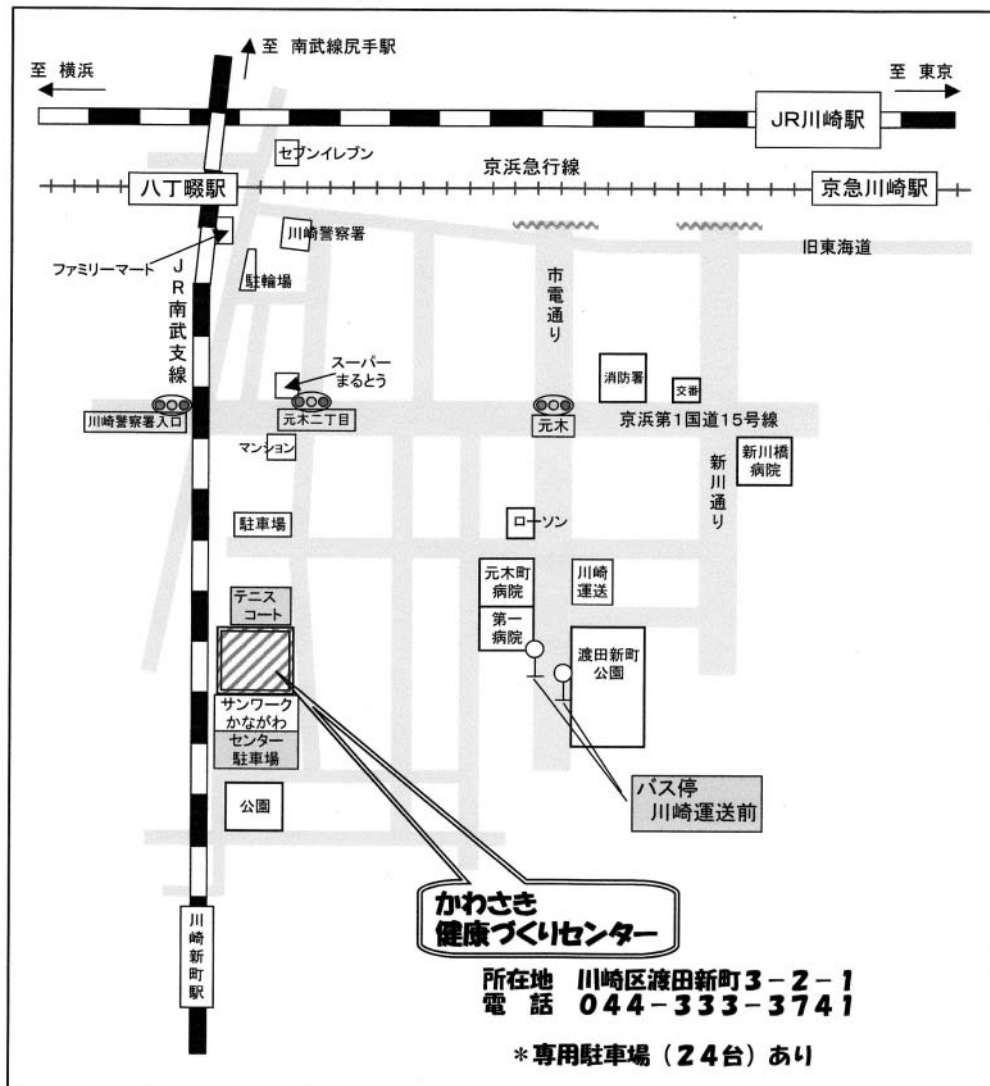 至 南武線尻手駅
至 横浜
至 東京
JR川崎駅
セブンイレブン
京浜急行線
八丁畷駅
京急川崎駅
川崎警察署
旧東海道
ファミリーマート
駐輪場
JR南武支線
市電通り
スーパー
まるとう
消防署
交番
川崎警察署入口
元木二丁目
元木
京浜第1国道15号線
マンション
新川通り
新川橋
病院
駐車場
ローソン
元木町
病院
川崎
運送
テニス
コート
第一
病院
渡田新町
公園
サンワーク
かながわ
センター
駐車場
公園
バス停
川崎運送前
かわさき
健康づくりセンター
川崎新町駅
所在地 川崎区渡田新町3-2-1
電話 044-333-3741
*専用駐車場(24台)あり